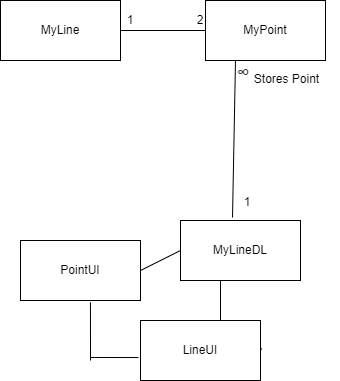 MyLine
1
2
MyPoint
∞
Stores Point
1
MyLineDL
PointUI
LineUI